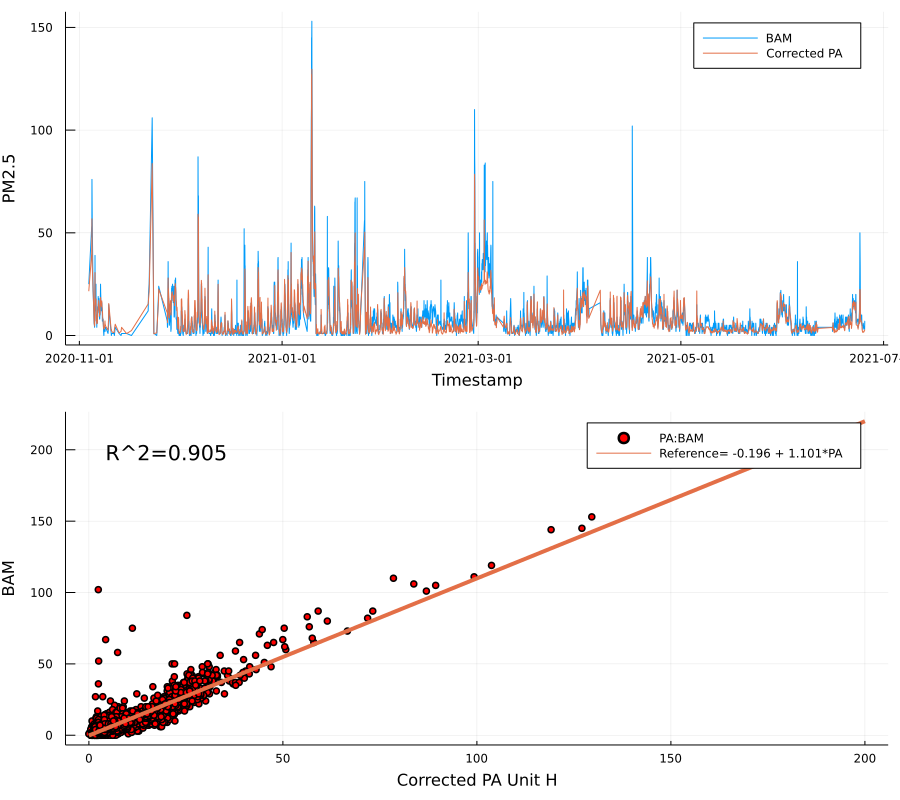 150
100
50
0
PM2.5
BAM
Corrected PA
2020-11-01
2021-01-01
2021-03-01
2021-05-01
2021-07-
Timestamp
200
150
100
50
0
BAM
R^2=0.905
PA:BAM
Reference= -0.196 + 1.101*PA
0
50
100
150
200
Corrected PA Unit H